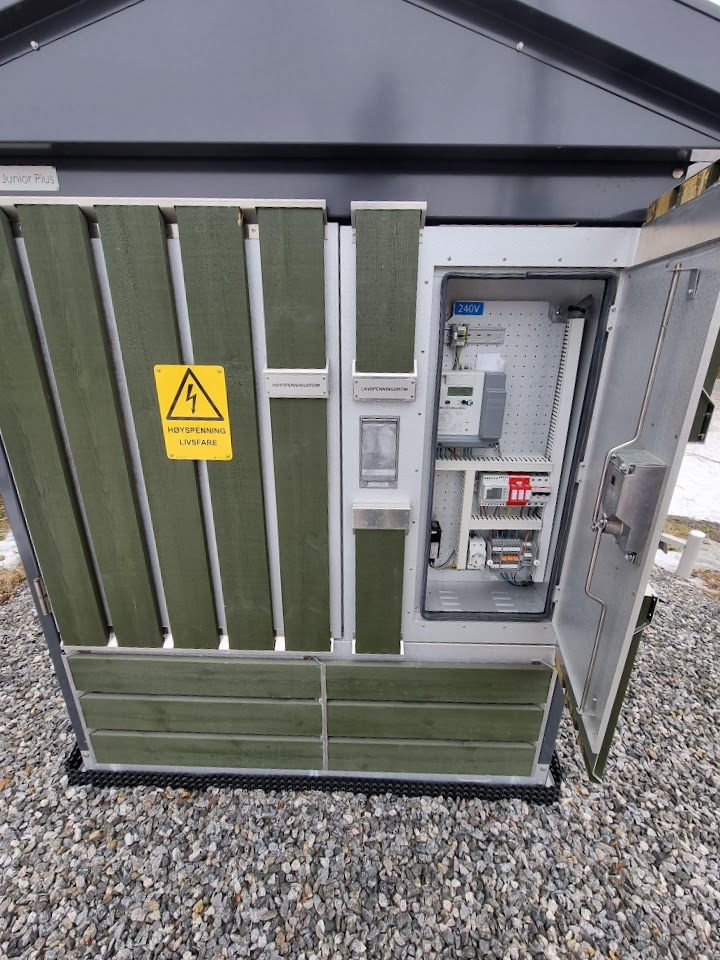 Junior Plus
240V
HØYSPENNINGSROM
LAVSPENNINGSROM
HØYSPENNING
LIVSFARE